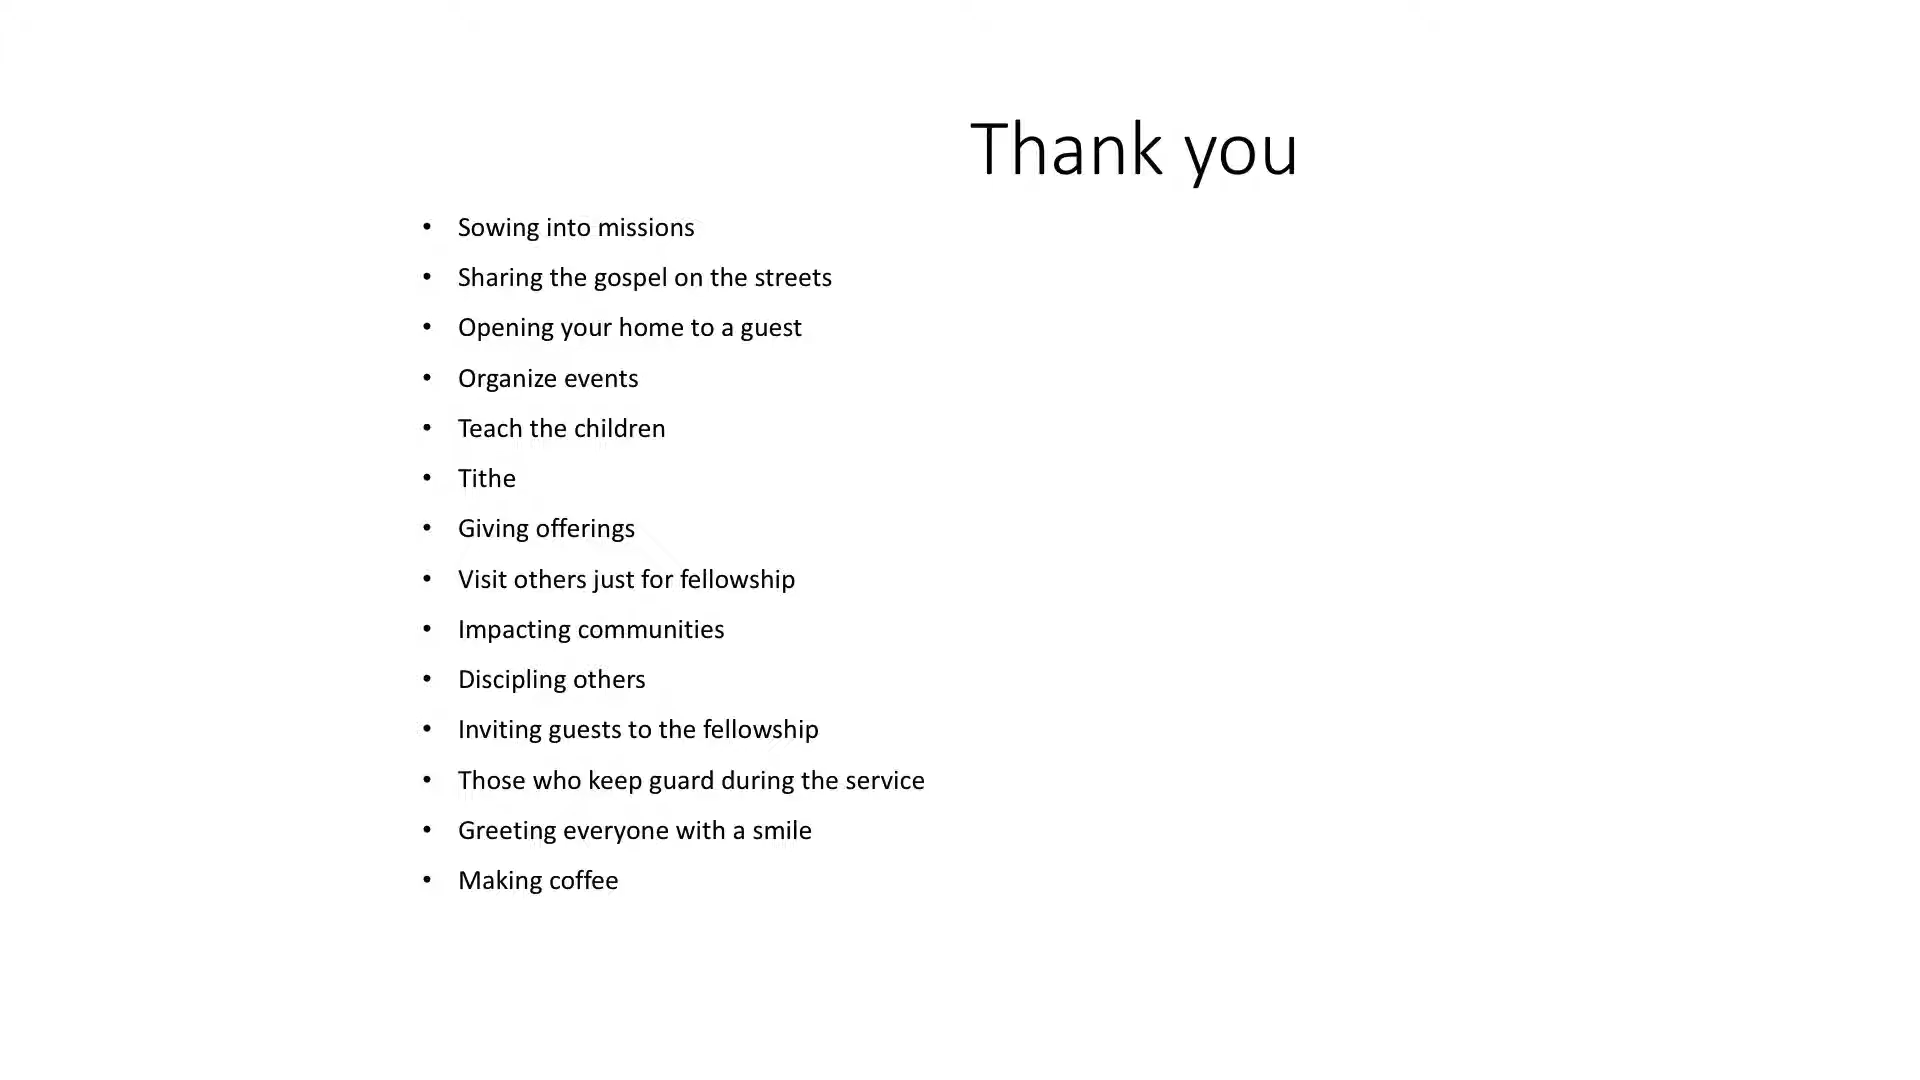 Thank you
• Sowing into missions
• Sharing the gospel on the streets
• Opening your home to a guest
• Organize events
• Teach the children
• Tithe
• Giving offerings
• Visit others just for fellowship
• Impacting communities
• Discipling others
• Inviting guests to the fellowship
• Those who keep guard during the service
• Greeting everyone with a smile
• Making coffee